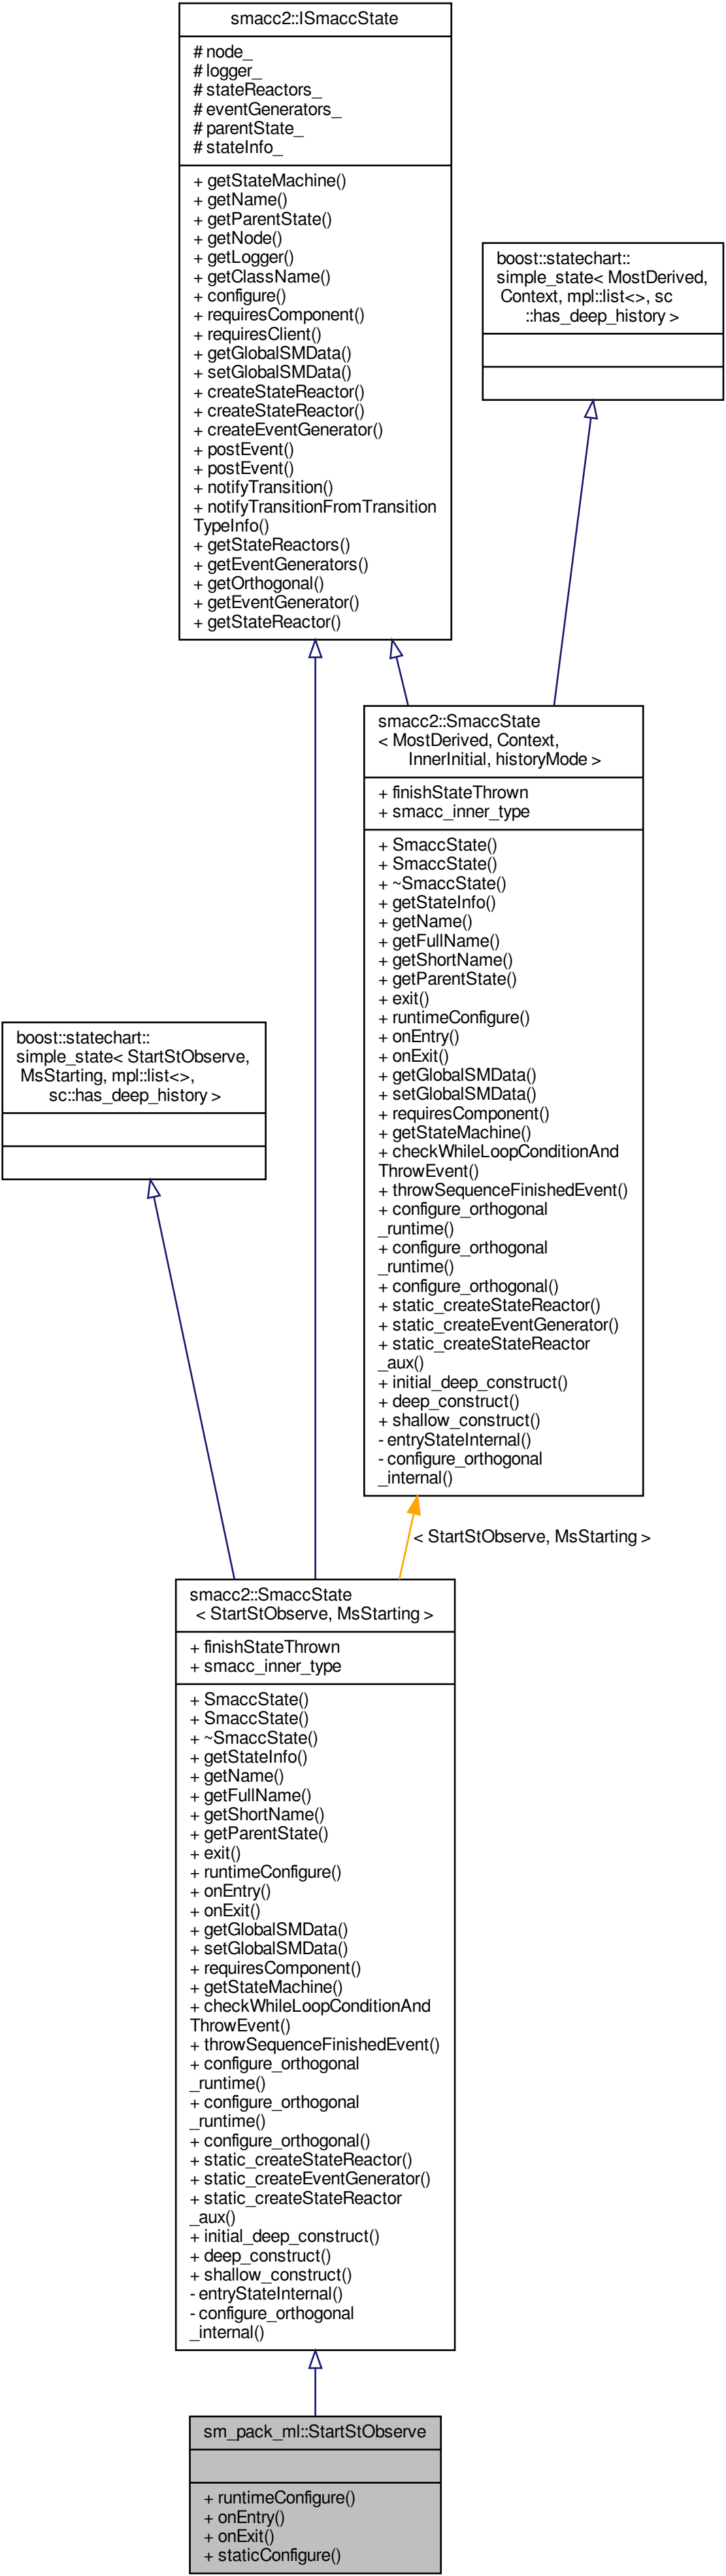 smacc2::ISmaccState
# node_
# logger_
# stateReactors_
# eventGenerators_
# parentState_
# stateInfo_
+ getStateMachine()
+ getName()
+ getParentState()
+ getNode()
+ getLogger()
+ getClassName()
+ configure()
+ requiresComponent()
+ requiresClient()
+ getGlobalSMData()
+ setGlobalSMData()
+ createStateReactor()
+ createStateReactor()
+ createEventGenerator()
+ postEvent()
+ postEvent()
+ notifyTransition()
+ notifyTransitionFromTransition
TypeInfo()
+ getStateReactors()
+ getEventGenerators()
+ getOrthogonal()
+ getEventGenerator()
+ getStateReactor()
boost::statechart::
simple_state< MostDerived,
Context, mpl::list<>, sc
::has_deep_history >
smacc2::SmaccState
< MostDerived, Context,
InnerInitial, historyMode >
+ finishStateThrown
+ smacc_inner_type
+ SmaccState()
+ SmaccState()
+ ~SmaccState()
+ getStateInfo()
+ getName()
+ getFullName()
+ getShortName()
+ getParentState()
+ exit()
+ runtimeConfigure()
+ onEntry()
+ onExit()
+ getGlobalSMData()
+ setGlobalSMData()
+ requiresComponent()
+ getStateMachine()
+ checkWhileLoopConditionAnd
ThrowEvent()
+ throwSequenceFinishedEvent()
+ configure_orthogonal
_runtime()
+ configure_orthogonal
_runtime()
+ configure_orthogonal()
+ static_createStateReactor()
+ static_createEventGenerator()
+ static_createStateReactor
_aux()
+ initial_deep_construct()
+ deep_construct()
+ shallow_construct()
- entryStateInternal()
- configure_orthogonal
_internal()
boost::statechart::
simple_state< StartStObserve,
MsStarting, mpl::list<>,
sc::has_deep_history >
< StartStObserve, MsStarting >
smacc2::SmaccState
< StartStObserve, MsStarting >
+ finishStateThrown
+ smacc_inner_type
+ SmaccState()
+ SmaccState()
+ ~SmaccState()
+ getStateInfo()
+ getName()
+ getFullName()
+ getShortName()
+ getParentState()
+ exit()
+ runtimeConfigure()
+ onEntry()
+ onExit()
+ getGlobalSMData()
+ setGlobalSMData()
+ requiresComponent()
+ getStateMachine()
+ checkWhileLoopConditionAnd
ThrowEvent()
+ throwSequenceFinishedEvent()
+ configure_orthogonal
_runtime()
+ configure_orthogonal
_runtime()
+ configure_orthogonal()
+ static_createStateReactor()
+ static_createEventGenerator()
+ static_createStateReactor
_aux()
+ initial_deep_construct()
+ deep_construct()
+ shallow_construct()
- entryStateInternal()
- configure_orthogonal
_internal()
sm_pack_ml::StartStObserve
+ runtimeConfigure()
+ onEntry()
+ onExit()
+ staticConfigure()